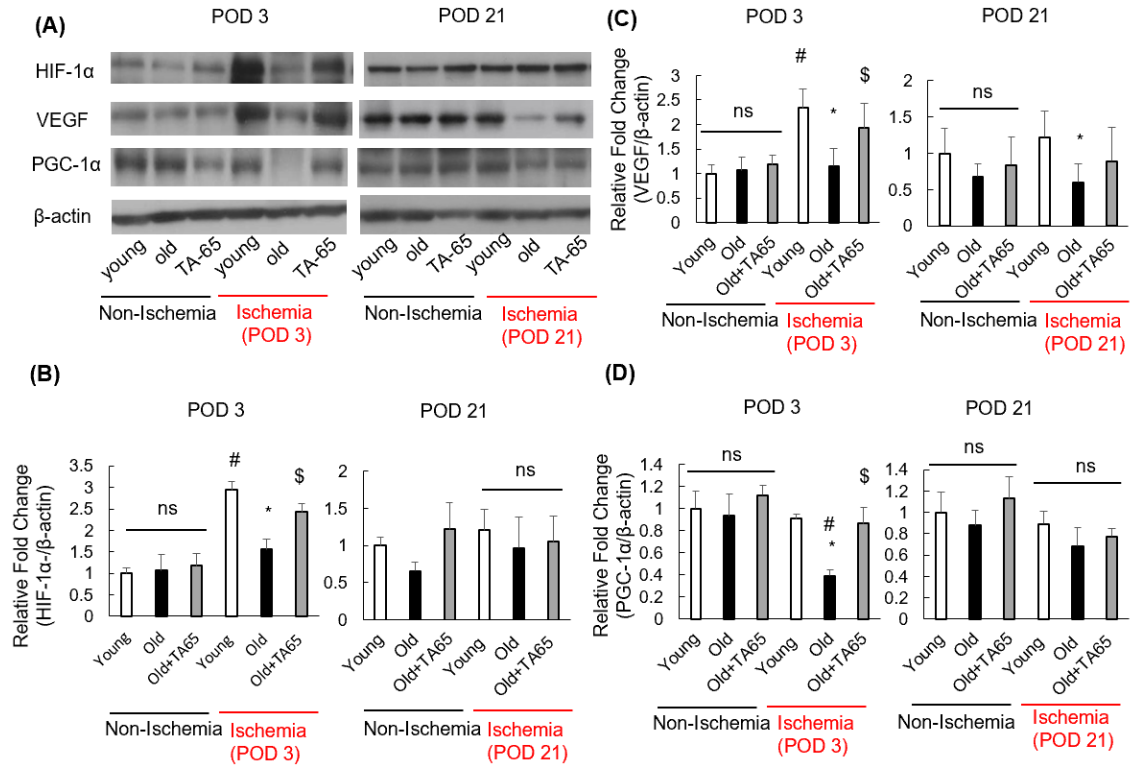 (A)
POD 3
POD 21
HIF-1α
VEGF
PGC-1α
β-actin
young
old
TA-65
young
old
TA-65
young
old
TA-65
young
old
TA-65
Non-Ischemia
Ischemia
(POD 3)
Non-Ischemia
Ischemia
(POD 21)
(C)
POD 3
POD 21
Relative Fold Change
(VEGF/β-actin)
3
2.5
2
1.5
1
0.5
0
ns
#
*
$
Young
Old
Old+TA65
Young
Old
Old+TA65
Non-Ischemia
Ischemia
(POD 3)
2
1.5
1
0.5
0
ns
*
Young
Old
Old+TA65
Young
Old
Old+TA65
Non-Ischemia
Ischemia
(POD 21)
(B)
POD 3
POD 21
Relative Fold Change
(HIF-1α-/β-actin)
3.5
3
2.5
2
1.5
1
0.5
0
ns
#
*
$
Young
Old
Old+TA65
Young
Old
Old+TA65
Non-Ischemia
Ischemia
(POD 3)
2
1.5
1
0.5
0
ns
Young
Old
Old+TA65
Young
Old
Old+TA65
Non-Ischemia
Ischemia
(POD 21)
(D)
POD 3
POD 21
Relative Fold Change
(PGC-1α/β-actin)
1.4
1.2
1
0.8
0.6
0.4
0.2
0
ns
#
*
$
Young
Old
Old+TA65
Young
Old
Old+TA65
Non-Ischemia
Ischemia
(POD 3)
1.4
1.2
1
0.8
0.6
0.4
0.2
0
ns
ns
Young
Old
Old+TA65
Young
Old
Old+TA65
Non-Ischemia
Ischemia
(POD 21)